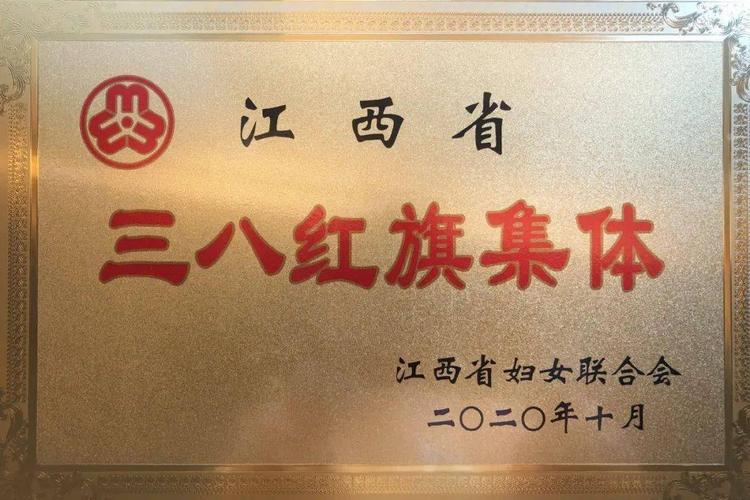 江西省
三八红旗集体
江西省妇女联合会
二〇二〇年十月